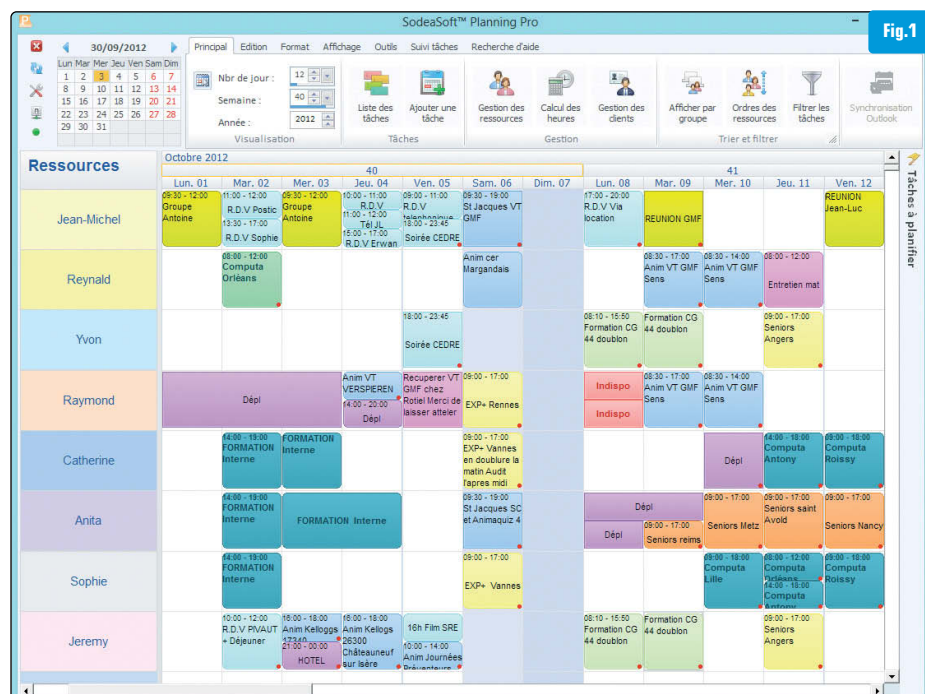 SodeaSoft™ Planning Pro
Fig.1
30/09/2012
Lun Mar Mer Jeu Ven Sam Dim
1 2 3 4 5 6 7
8 9 10 11 12 13 14
15 16 17 18 19 20 21
22 23 24 25 26 27 28
29 30 31
Principal Edition Format Affichage Outils Suivi tâches Recherche d'aide
Nbr de jour : 12
Semaine : 40
Année : 2012
Visualisation
Liste des tâches
Ajouter une tâche
Tâches
Gestion des ressources
Calcul des heures
Gestion des clients
Gestion
Afficher par groupe
Ordres des ressources
Filtrer les tâches
Trier et filtrer
Synchronisation Outlook
Tâches à planifier
Ressources
Octobre 2012
40 41
Lun. 01 Mar. 02 Mer. 03 Jeu. 04 Ven. 05 Sam. 06 Dim. 07 Lun. 08 Mar. 09 Mer. 10 Jeu. 11 Ven. 12
Jean-Michel
09:30 - 12:00
Groupe
Antoine
11:00 - 12:00
R.D.V Postic
13:30 - 17:00
R.D.V Sophie
09:30 - 12:00
Groupe
Antoine
10:00 - 11:00
R.D.V
11:00 - 12:00
Tél JL
15:00 - 17:00
R.D.V Erwan
09:00 - 11:00
R.D.V
telephonique
18:00 - 23:45
Soirée CEDRE
09:30 - 19:00
St Jacques VT
GMF
17:00 - 20:00
R.D.V Via
location
REUNION GMF
REUNION
Jean-Luc
Reynald
08:00 - 12:00
Computa
Orléans
Anim cer
Margandais
08:30 - 17:00
Anim VT GMF
Sens
08:30 - 14:00
Anim VT GMF
Sens
08:00 - 12:00
Entretien mat
Yvon
18:00 - 23:45
Soirée CEDRE
08:10 - 15:50
Formation CG
44 doublon
Formation CG
44 doublon
09:00 - 17:00
Seniors
Angers
Raymond
Dépl
Anim VT
VERSPIEREN
14:00 - 20:00
Dépl
Recuperer VT
GMF chez
Rotiel Merci de
laisser atteler
09:00 - 17:00
EXP+ Rennes
Indispo
Indispo
08:30 - 17:00
Anim VT GMF
Sens
08:30 - 14:00
Anim VT GMF
Sens
Catherine
14:00 - 19:00
FORMATION
Interne
FORMATION
Interne
09:00 - 17:00
EXP+ Vannes
en doublure la
matin Audit
l'apres midi
Dépl
14:00 - 18:00
Computa
Antony
09:00 - 18:00
Computa
Roissy
Anita
14:00 - 19:00
FORMATION
Interne
FORMATION Interne
09:30 - 19:00
St Jacques SC
et Animaquiz 4
Dépl
Dépl
09:00 - 17:00
Seniors reims
09:00 - 17:00
Seniors Metz
09:00 - 17:00
Seniors saint
Avold
09:00 - 17:00
Seniors Nancy
Sophie
14:00 - 19:00
FORMATION
Interne
09:00 - 17:00
EXP+ Vannes
09:00 - 18:00
Computa
Lille
08:00 - 12:00
Computa
Orléans
14:00 - 18:00
Computa
Antony
09:00 - 18:00
Computa
Roissy
Jeremy
10:00 - 12:00
R.D.V PIVAUT
+ Déjeuner
16:00 - 18:00
Anim Kelloggs
17340
21:00 - 00:00
HOTEL
16:00 - 18:00
Anim Kellogs
26300
Châteauneuf
sur Isère
16h Film SRE
10:00 - 14:00
Anim Journées
Préventeurs
08:10 - 15:50
Formation CG
44 doublon
Formation CG
44 doublon
09:00 - 17:00
Seniors
Angers